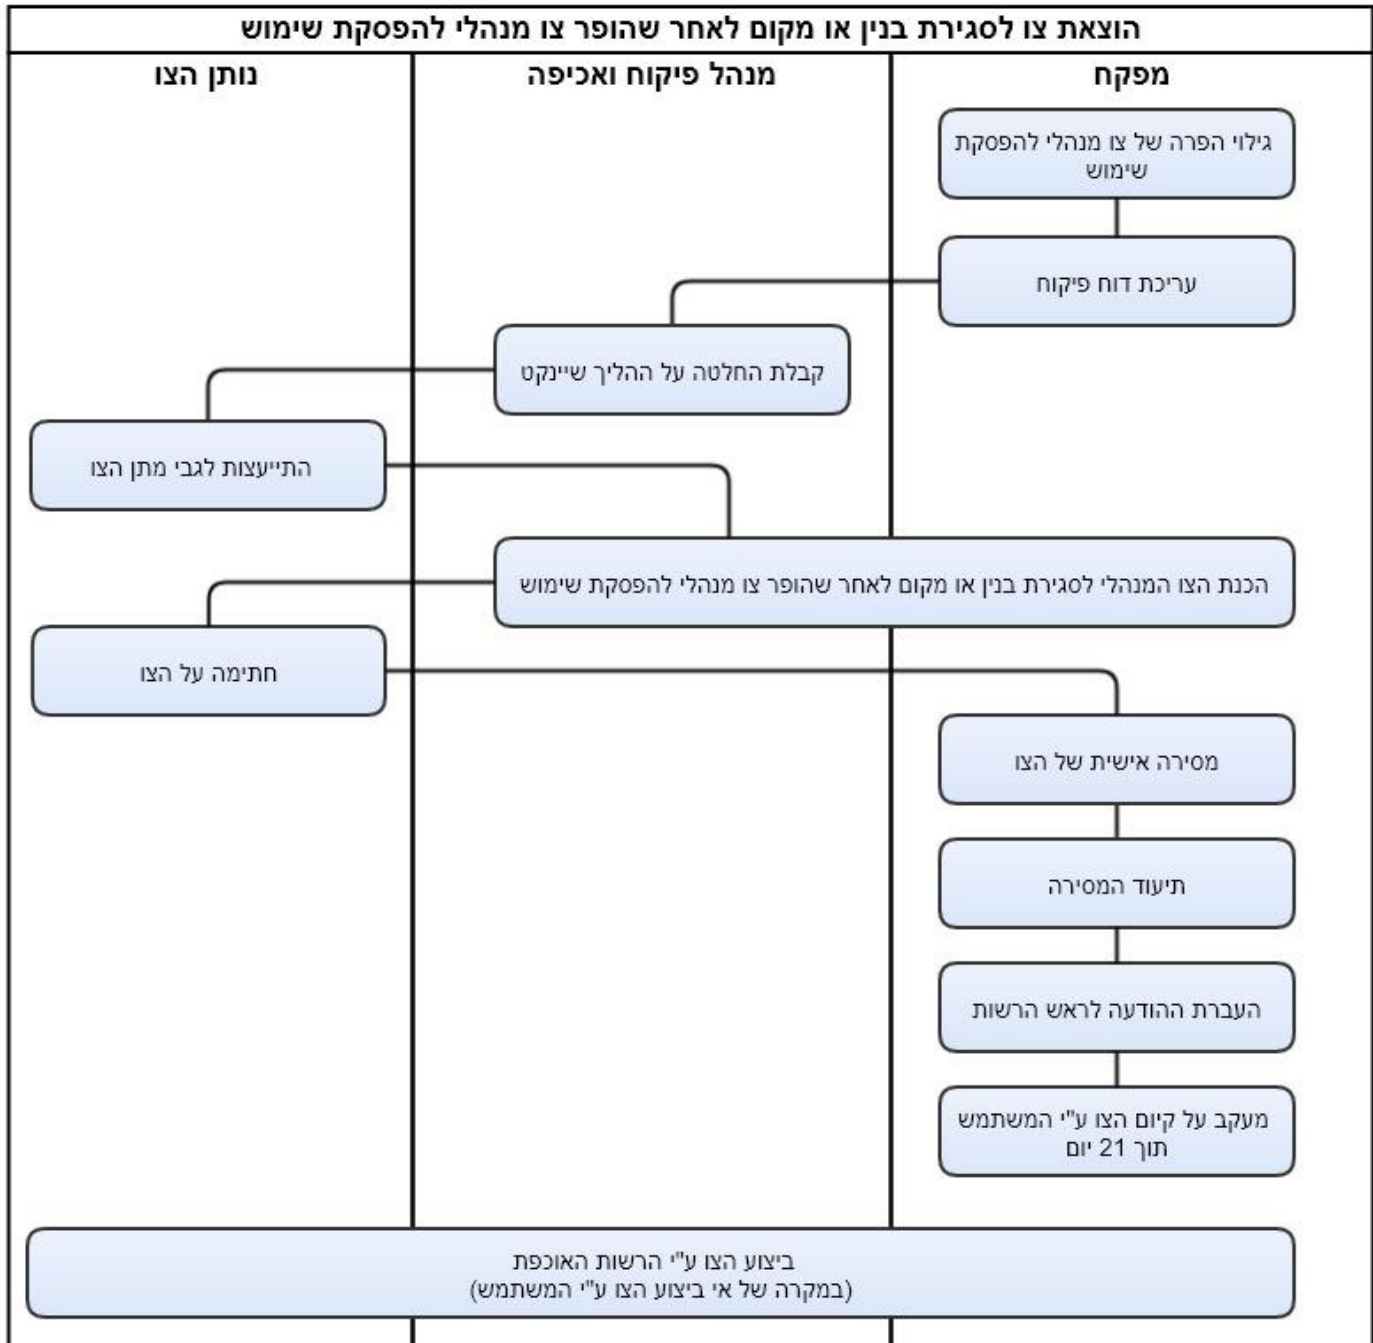 הוצאת צו לסגירת בנין או מקום לאחר שהופר צו מנהלי להפסקת שימוש
מפקח
מנהל פיקוח ואכיפה
נותן הצו
גילוי הפרה של צו מנהלי להפסקת
שימוש
עריכת דוח פיקוח
קבלת החלטה על ההליך שיינקט
התייעצות לגבי מתן הצו
הכנת הצו המנהלי לסגירת בנין או מקום לאחר שהופר צו מנהלי להפסקת שימוש
חתימה על הצו
מסירה אישית של הצו
תיעוד המסירה
העברת ההודעה לראש הרשות
מעקב על קיום הצו ע"י המשתמש
תוך 21 יום
ביצוע הצו ע"י הרשות האוכפת
(במקרה של אי ביצוע הצו ע"י המשתמש)